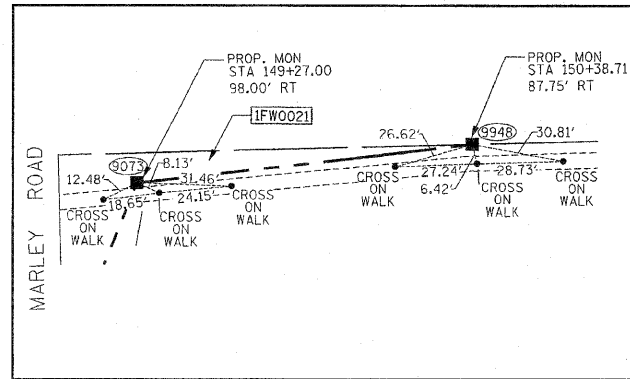 PROP. MON
STA 149+27.00
98.00' RT
PROP. MON
STA 150+38.71
87.75' RT
1FW0021
26.62'
9948
30.81'
9073
8.13'
12.48'
31.46'
27.24'
28.73'
6.42'
18.65'
24.15'
CROSS
ON
WALK
CROSS
ON
WALK
CROSS
ON
WALK
CROSS
ON
WALK
CROSS
ON
WALK
CROSS
ON
WALK
MARLEY ROAD